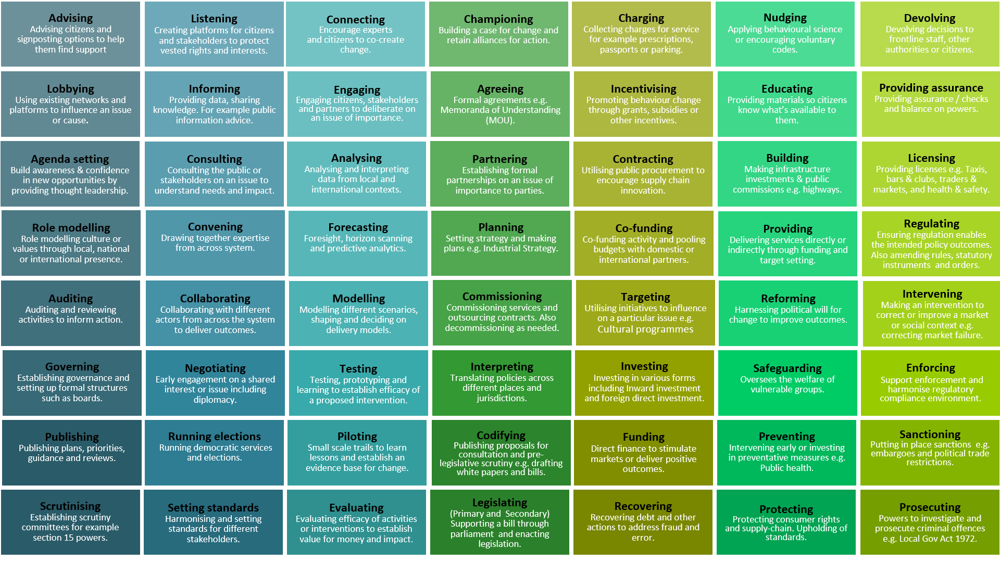 Advising
Advising citizens and
signposting options to help
them find support
Listening
Creating platforms for citizens
and stakeholders to protect
vested rights and interests.
Connecting
Encourage experts
and citizens to co-create
change.
Championing
Building a case for change and
retain alliances for action.
Charging
Collecting charges for service
for example prescriptions,
passports or parking.
Nudging
Applying behavioural science
or encouraging voluntary
codes.
Devolving
Devolving decisions to
frontline staff, other
authorities or citizens.
Lobbying
Using existing networks and
platforms to influence an issue
or cause.
Informing
Providing data, sharing
knowledge. For example public
information advice.
Engaging
Engaging citizens, stakeholders
and partners to deliberate on
an issue of importance.
Agreeing
Formal agreements e.g.
Memoranda of Understanding
(MOU).
Incentivising
Promoting behaviour change
through grants, subsidies or
other incentives.
Educating
Providing materials so citizens
know what's available to
them.
Providing assurance
Providing assurance / checks
and balance on powers.
Agenda setting
Build awareness & confidence
in new opportunities by
providing thought leadership.
Consulting
Consulting the public or
stakeholders on an issue to
understand needs and impact.
Analysing
Analysing and interpreting
data from local and
international contexts.
Partnering
Establishing formal
partnerships on an issue of
importance to parties.
Contracting
Utilising public procurement to
encourage supply chain
innovation.
Building
Making infrastructure
investments & public
commissions e.g. highways.
Licensing
Providing licenses e.g. Taxis,
bars & clubs, traders &
markets, and health & safety.
Role modelling
Role modelling culture or
values through local, national
or international presence.
Convening
Drawing together expertise
from across system.
Forecasting
Foresight, horizon scanning
and predictive analytics.
Planning
Setting strategy and making
plans e.g. Industrial Strategy.
Co-funding
Co-funding activity and pooling
budgets with domestic or
international partners.
Providing
Delivering services directly or
indirectly through funding and
target setting.
Regulating
Ensuring regulation enables
the intended policy outcomes.
Also amending rules, statutory
instruments and orders.
Auditing
Auditing and reviewing
activities to inform action.
Collaborating
Collaborating with different
actors from across the system
to deliver outcomes.
Modelling
Modelling different scenarios,
shaping and deciding on
delivery models.
Commissioning
Commissioning services and
outsourcing contracts. Also
decommissioning as needed.
Targeting
Utilising initiatives to influence
on a particular issue e.g.
Cultural programmes
Reforming
Harnessing political will for
change to improve outcomes.
Intervening
Making an intervention to
correct or improve a market
or social context e.g.
correcting market failure.
Governing
Establishing governance and
setting up formal structures
such as boards.
Negotiating
Early engagement on a shared
interest or issue including
diplomacy.
Testing
Testing, prototyping and
learning to establish efficacy of
a proposed intervention.
Interpreting
Translating policies across
different places and
jurisdictions.
Investing
Investing in various forms
including Inward investment
and foreign direct investment.
Safeguarding
Oversees the welfare of
vulnerable groups.
Enforcing
Support enforcement and
harmonise regulatory
compliance environment.
Publishing
Publishing plans, priorities,
guidance and reviews.
Running elections
Running democratic services
and elections.
Piloting
Small scale trails to learn
lessons and establish an
evidence base for change.
Codifying
Publishing proposals for
consultation and pre-
legislative scrutiny e.g. drafting
white papers and bills.
Funding
Direct finance to stimulate
markets or deliver positive
outcomes.
Preventing
Intervening early or investing
in preventative measures e.g.
Public health.
Sanctioning
Putting in place sanctions e.g.
embargoes and political trade
restrictions.
Scrutinising
Establishing scrutiny
committees for example
section 15 powers.
Setting standards
Harmonising and setting
standards for different
stakeholders.
Evaluating
Evaluating efficacy of activities
or interventions to establish
value for money and impact.
Legislating
(Primary and Secondary)
Supporting a bill through
parliament and enacting
legislation.
Recovering
Recovering debt and other
actions to address fraud and
error.
Protecting
Protecting consumer rights
and supply-chain. Upholding of
standards.
Prosecuting
Powers to investigate and
prosecute criminal offences
e.g. Local Gov Act 1972.